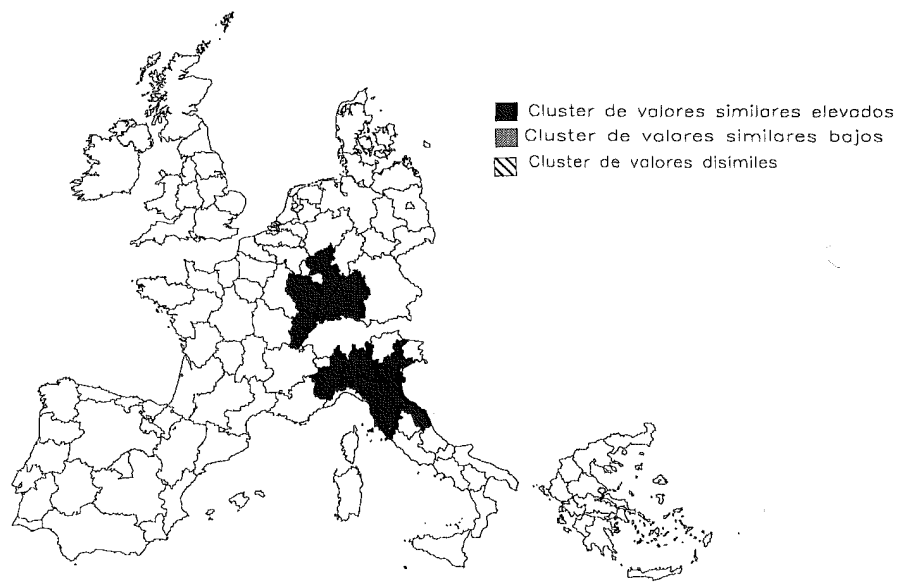 Cluster de valores similares elevados
Cluster de valores similares bajos
Cluster de valores disimiles